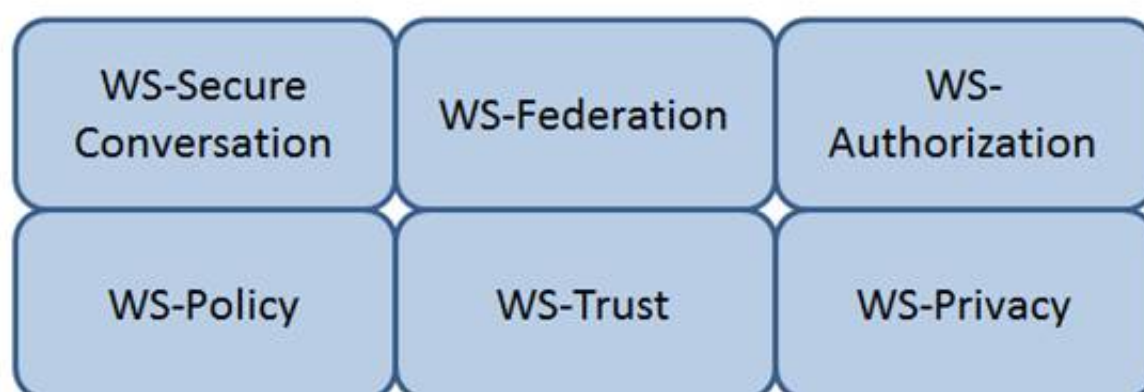 WS-Secure
Conversation
WS-Federation
WS-
Authorization
WS-Policy
WS-Trust
WS-Privacy